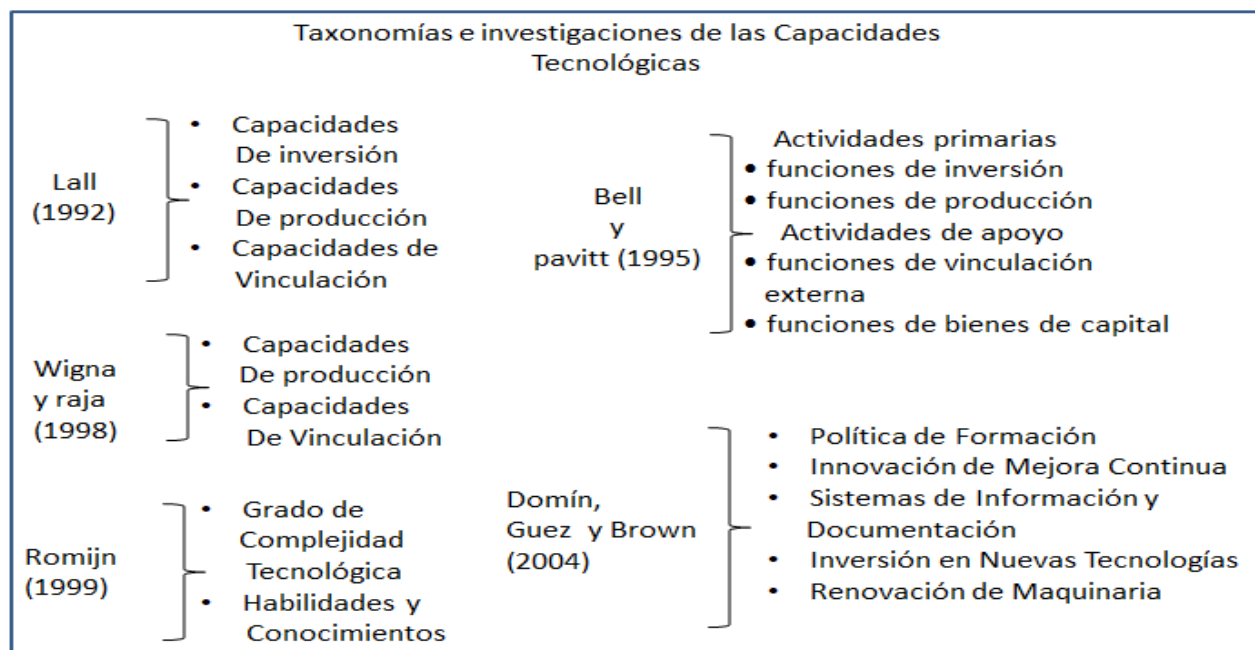 Taxonomías e investigaciones de las Capacidades
Tecnológicas
Lall
(1992)
• Capacidades
De inversión
• Capacidades
De producción
• Capacidades de
Vinculación
Wigna
y raja
(1998)
• Capacidades
De producción
• Capacidades
De Vinculación
Romijn
(1999)
• Grado de
Complejidad
Tecnológica
• Habilidades y
Conocimientos
Bell
y
pavitt (1995)
Actividades primarias
• funciones de inversión
• funciones de producción
Actividades de apoyo
• funciones de vinculación
externa
• funciones de bienes de capital
Domín,
Guez y Brown
(2004)
• Política de Formación
• Innovación de Mejora Continua
• Sistemas de Información y
Documentación
• Inversión en Nuevas Tecnologías
• Renovación de Maquinaria